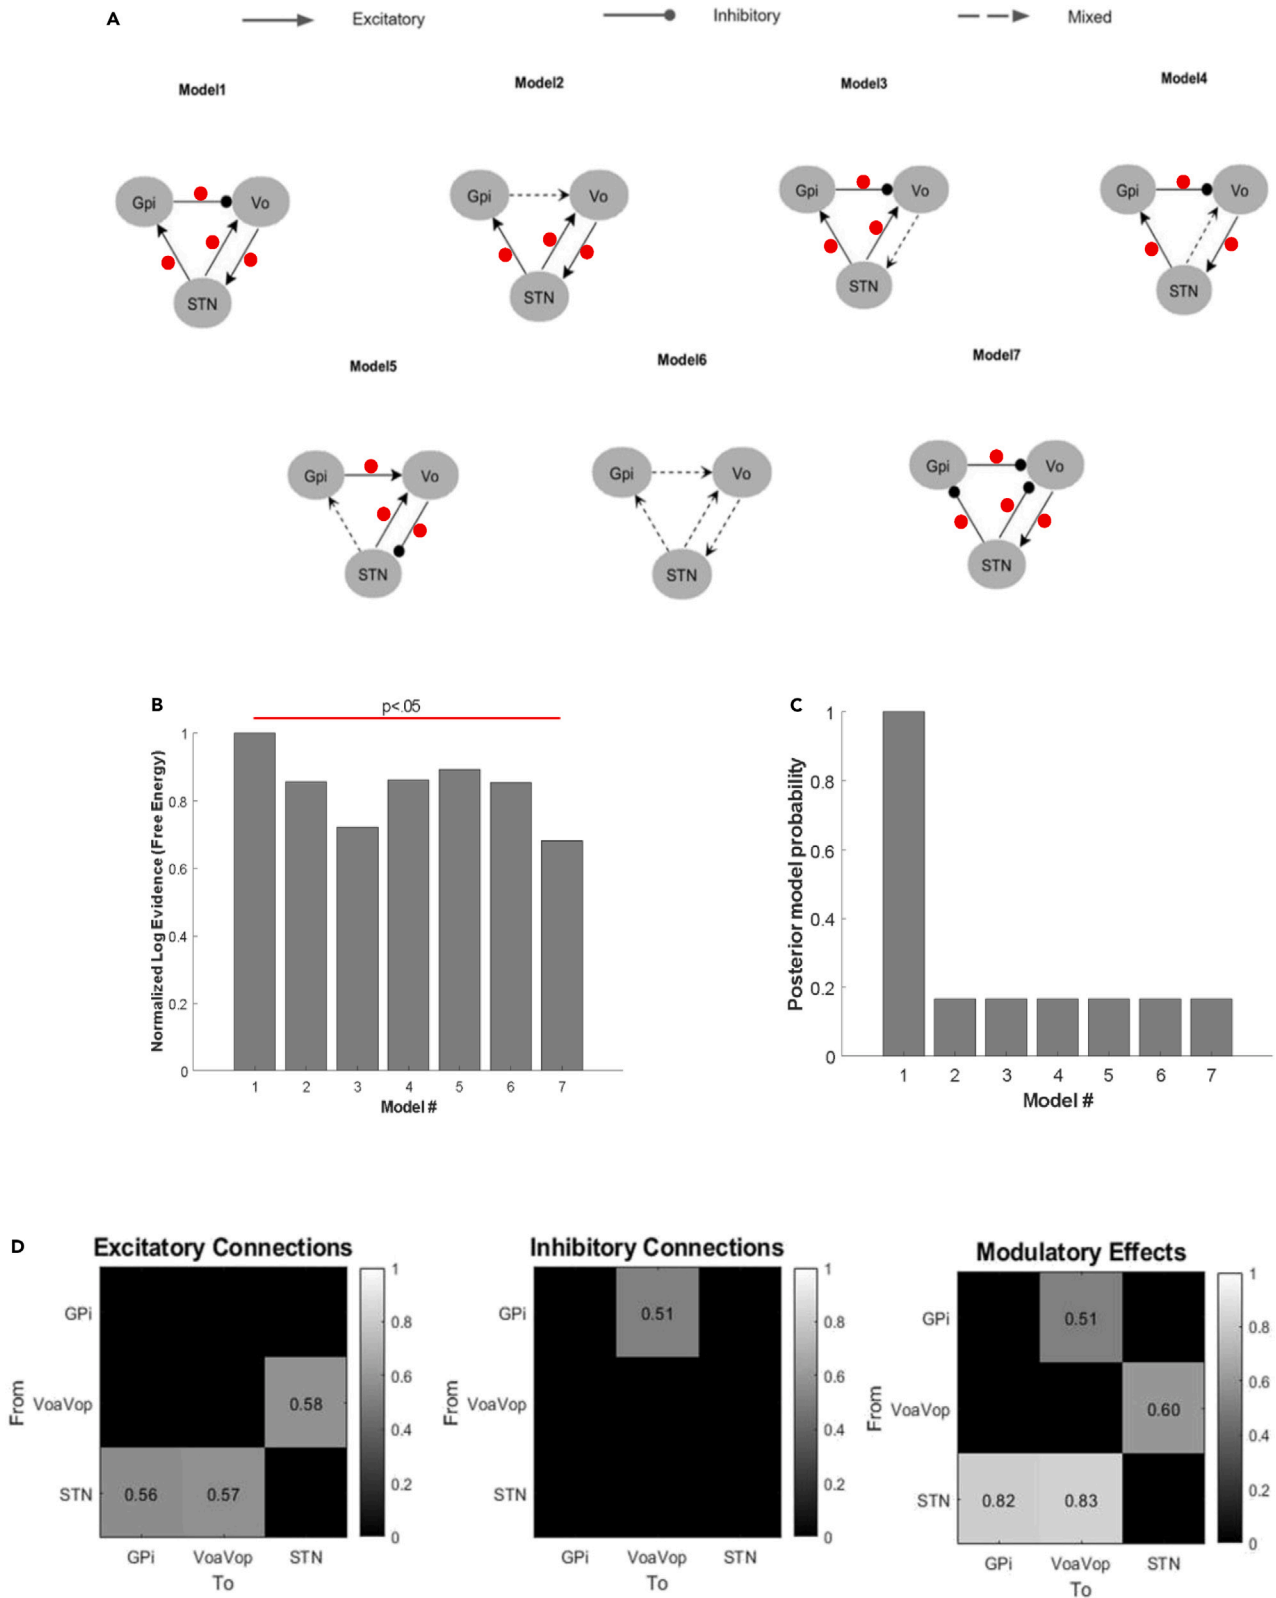 A
Excitatory
Inhibitory
Mixed
Model1
Model2
Model3
Model4
Gpi
Vo
STN
Gpi
Vo
STN
Gpi
Vo
STN
Gpi
Vo
STN
Model5
Model6
Model7
Gpi
Vo
STN
Gpi
Vo
STN
Gpi
Vo
STN
B
p<.05
Normalized Log Evidence (Free Energy)
1
0.8
0.6
0.4
0.2
0
1 2 3 4 5 6 7
Model #
C
Posterior model probability
1
0.8
0.6
0.4
0.2
0
1 2 3 4 5 6 7
Model #
D
Excitatory Connections
From
GPi
VoaVop
STN
0.58
0.56 0.57
GPi VoaVop STN
To
1
0.8
0.6
0.4
0.2
0
Inhibitory Connections
From
GPi
VoaVop
STN
0.51
GPi VoaVop STN
To
1
0.8
0.6
0.4
0.2
0
Modulatory Effects
From
GPi
VoaVop
STN
0.51
0.60
0.82 0.83
GPi VoaVop STN
To
1
0.8
0.6
0.4
0.2
0